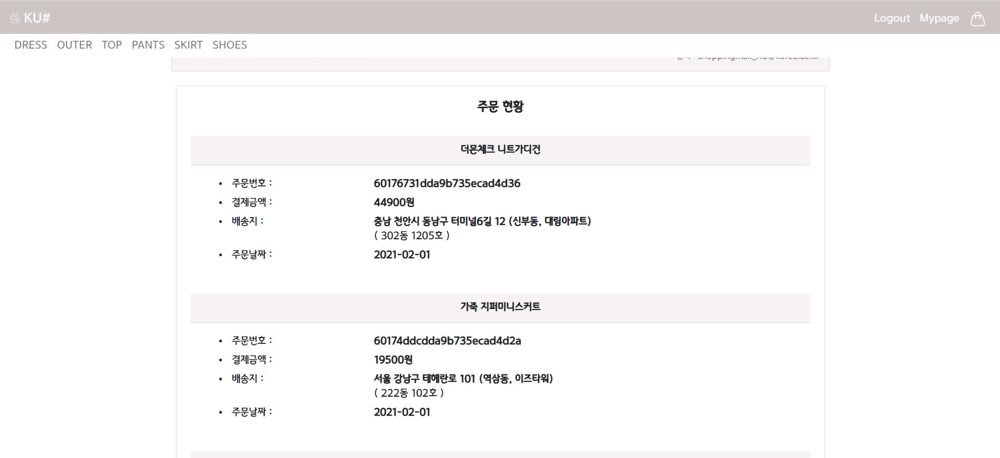 KU#
Logout Mypage
DRESS OUTER TOP PANTS SKIRT SHOES
shoppingmall_KU@korea.ac.kr
주문 현황
더몬체크 니트가디건
주문번호 : 60176731dda9b735ecad4d36
결제금액 : 44900원
배송지 : 충남 천안시 동남구 터미널6길 12 (신부동, 대림아파트)
( 302동 1205호 )
주문날짜 : 2021-02-01
가죽 지퍼미니스커트
주문번호 : 60174ddcdda9b735ecad4d2a
결제금액 : 19500원
배송지 : 서울 강남구 테헤란로 101 (역삼동, 이즈타워)
( 222동 102호 )
주문날짜 : 2021-02-01